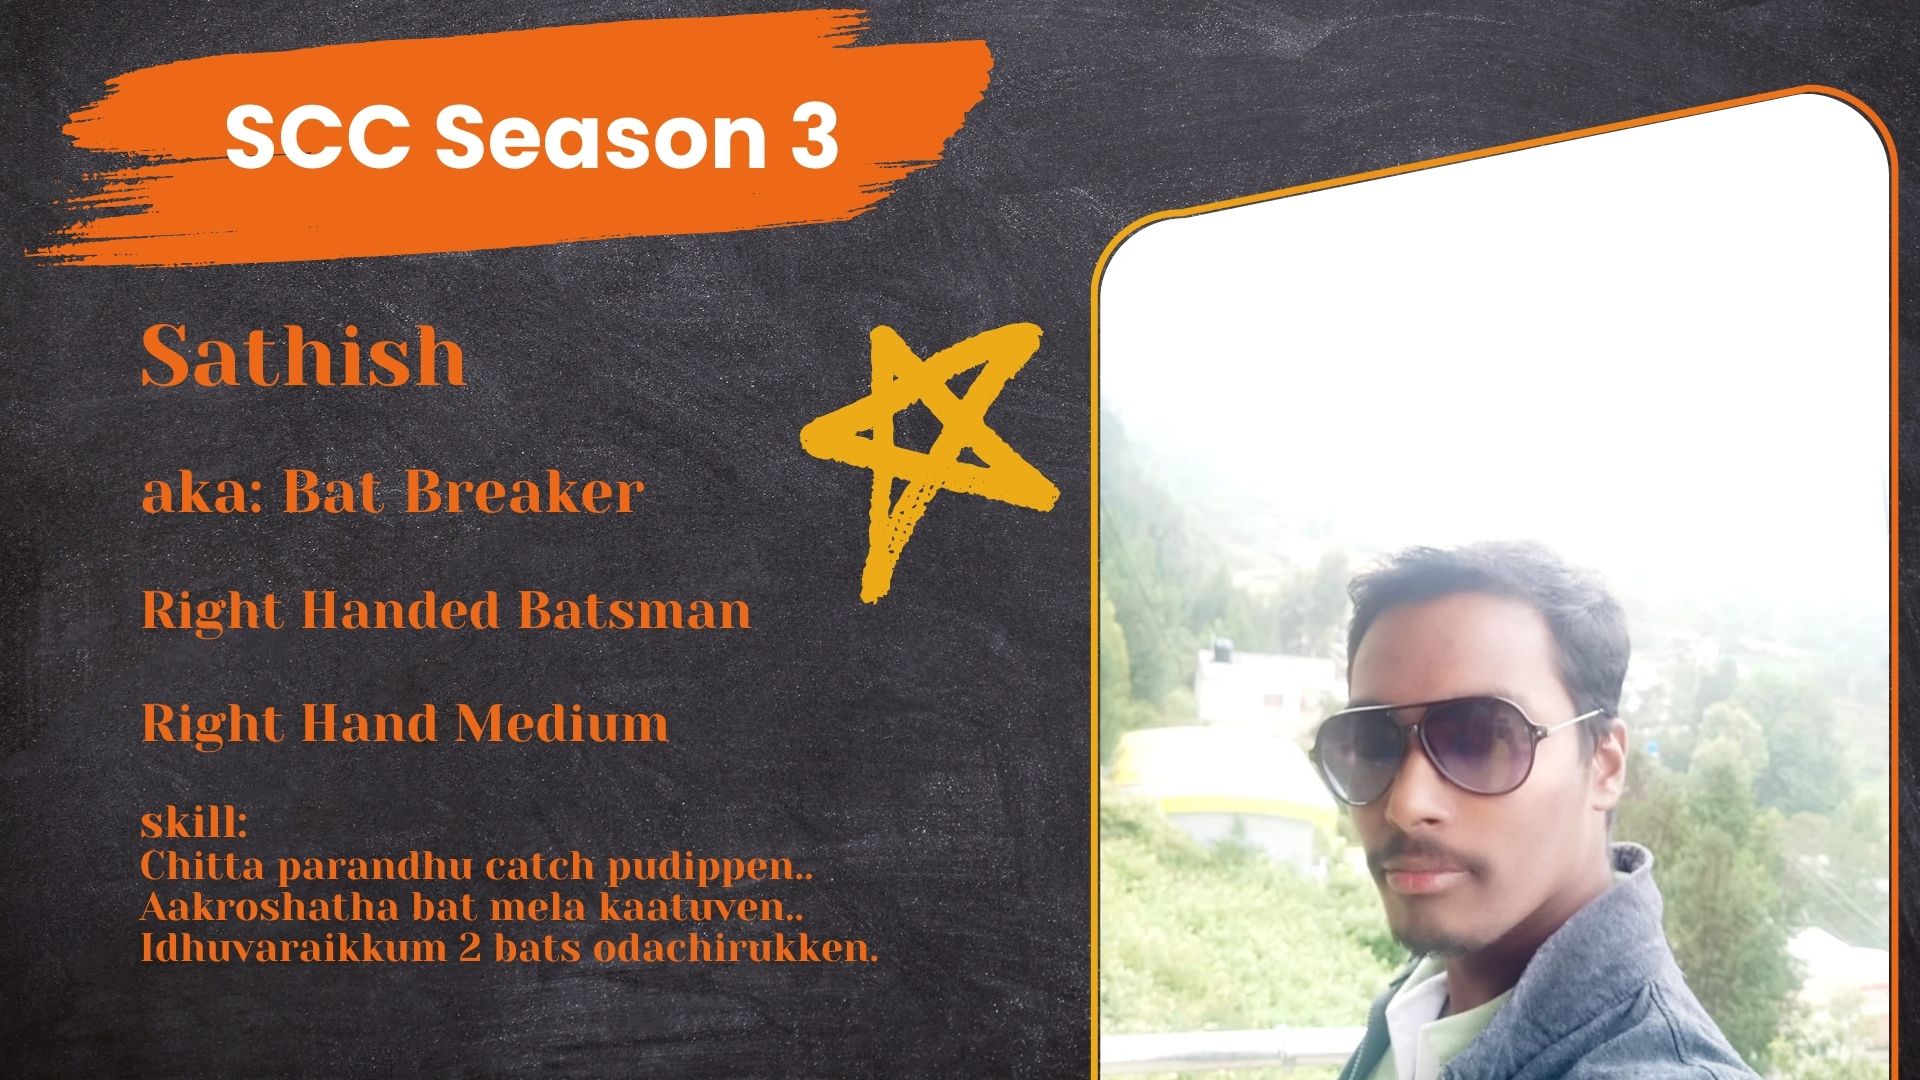 SCC Season 3
Sathish
aka: Bat Breaker
Right Handed Batsman
Right Hand Medium
skill:
Chitta parandhu catch pudippen..
Aakroshatha bat mela kaatuven..
Idhuvaraikkum 2 bats odachirukken.